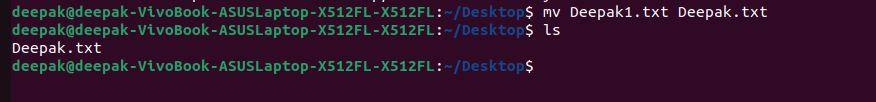 deepak@deepak-VivoBook-ASUSLaptop-X512FL-X512FL:~/Desktop$ mv Deepak1.txt Deepak.txt
deepak@deepak-VivoBook-ASUSLaptop-X512FL-X512FL:~/Desktop$ ls
Deepak.txt
deepak@deepak-VivoBook-ASUSLaptop-X512FL-X512FL:~/Desktop$